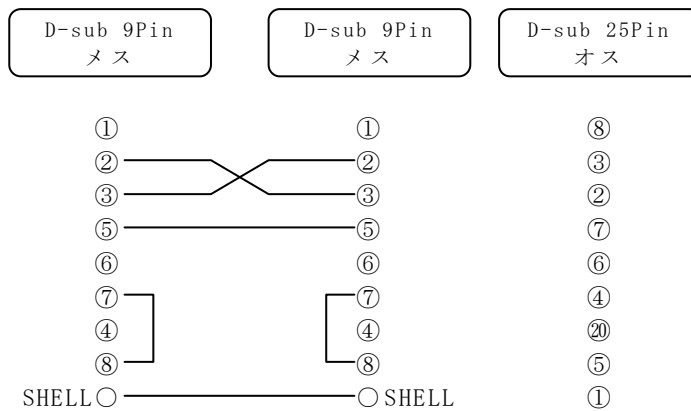 D-sub 9Pin
メス
D-sub 9Pin
メス
D-sub 25Pin
オス
① ① ⑧
② ② ③
③ ③ ②
⑤ ⑤ ⑦
⑥ ⑥ ⑥
⑦ ⑦ ④
④ ④ ⑳
⑧ ⑧ ⑤
SHELL○ ○SHELL ①